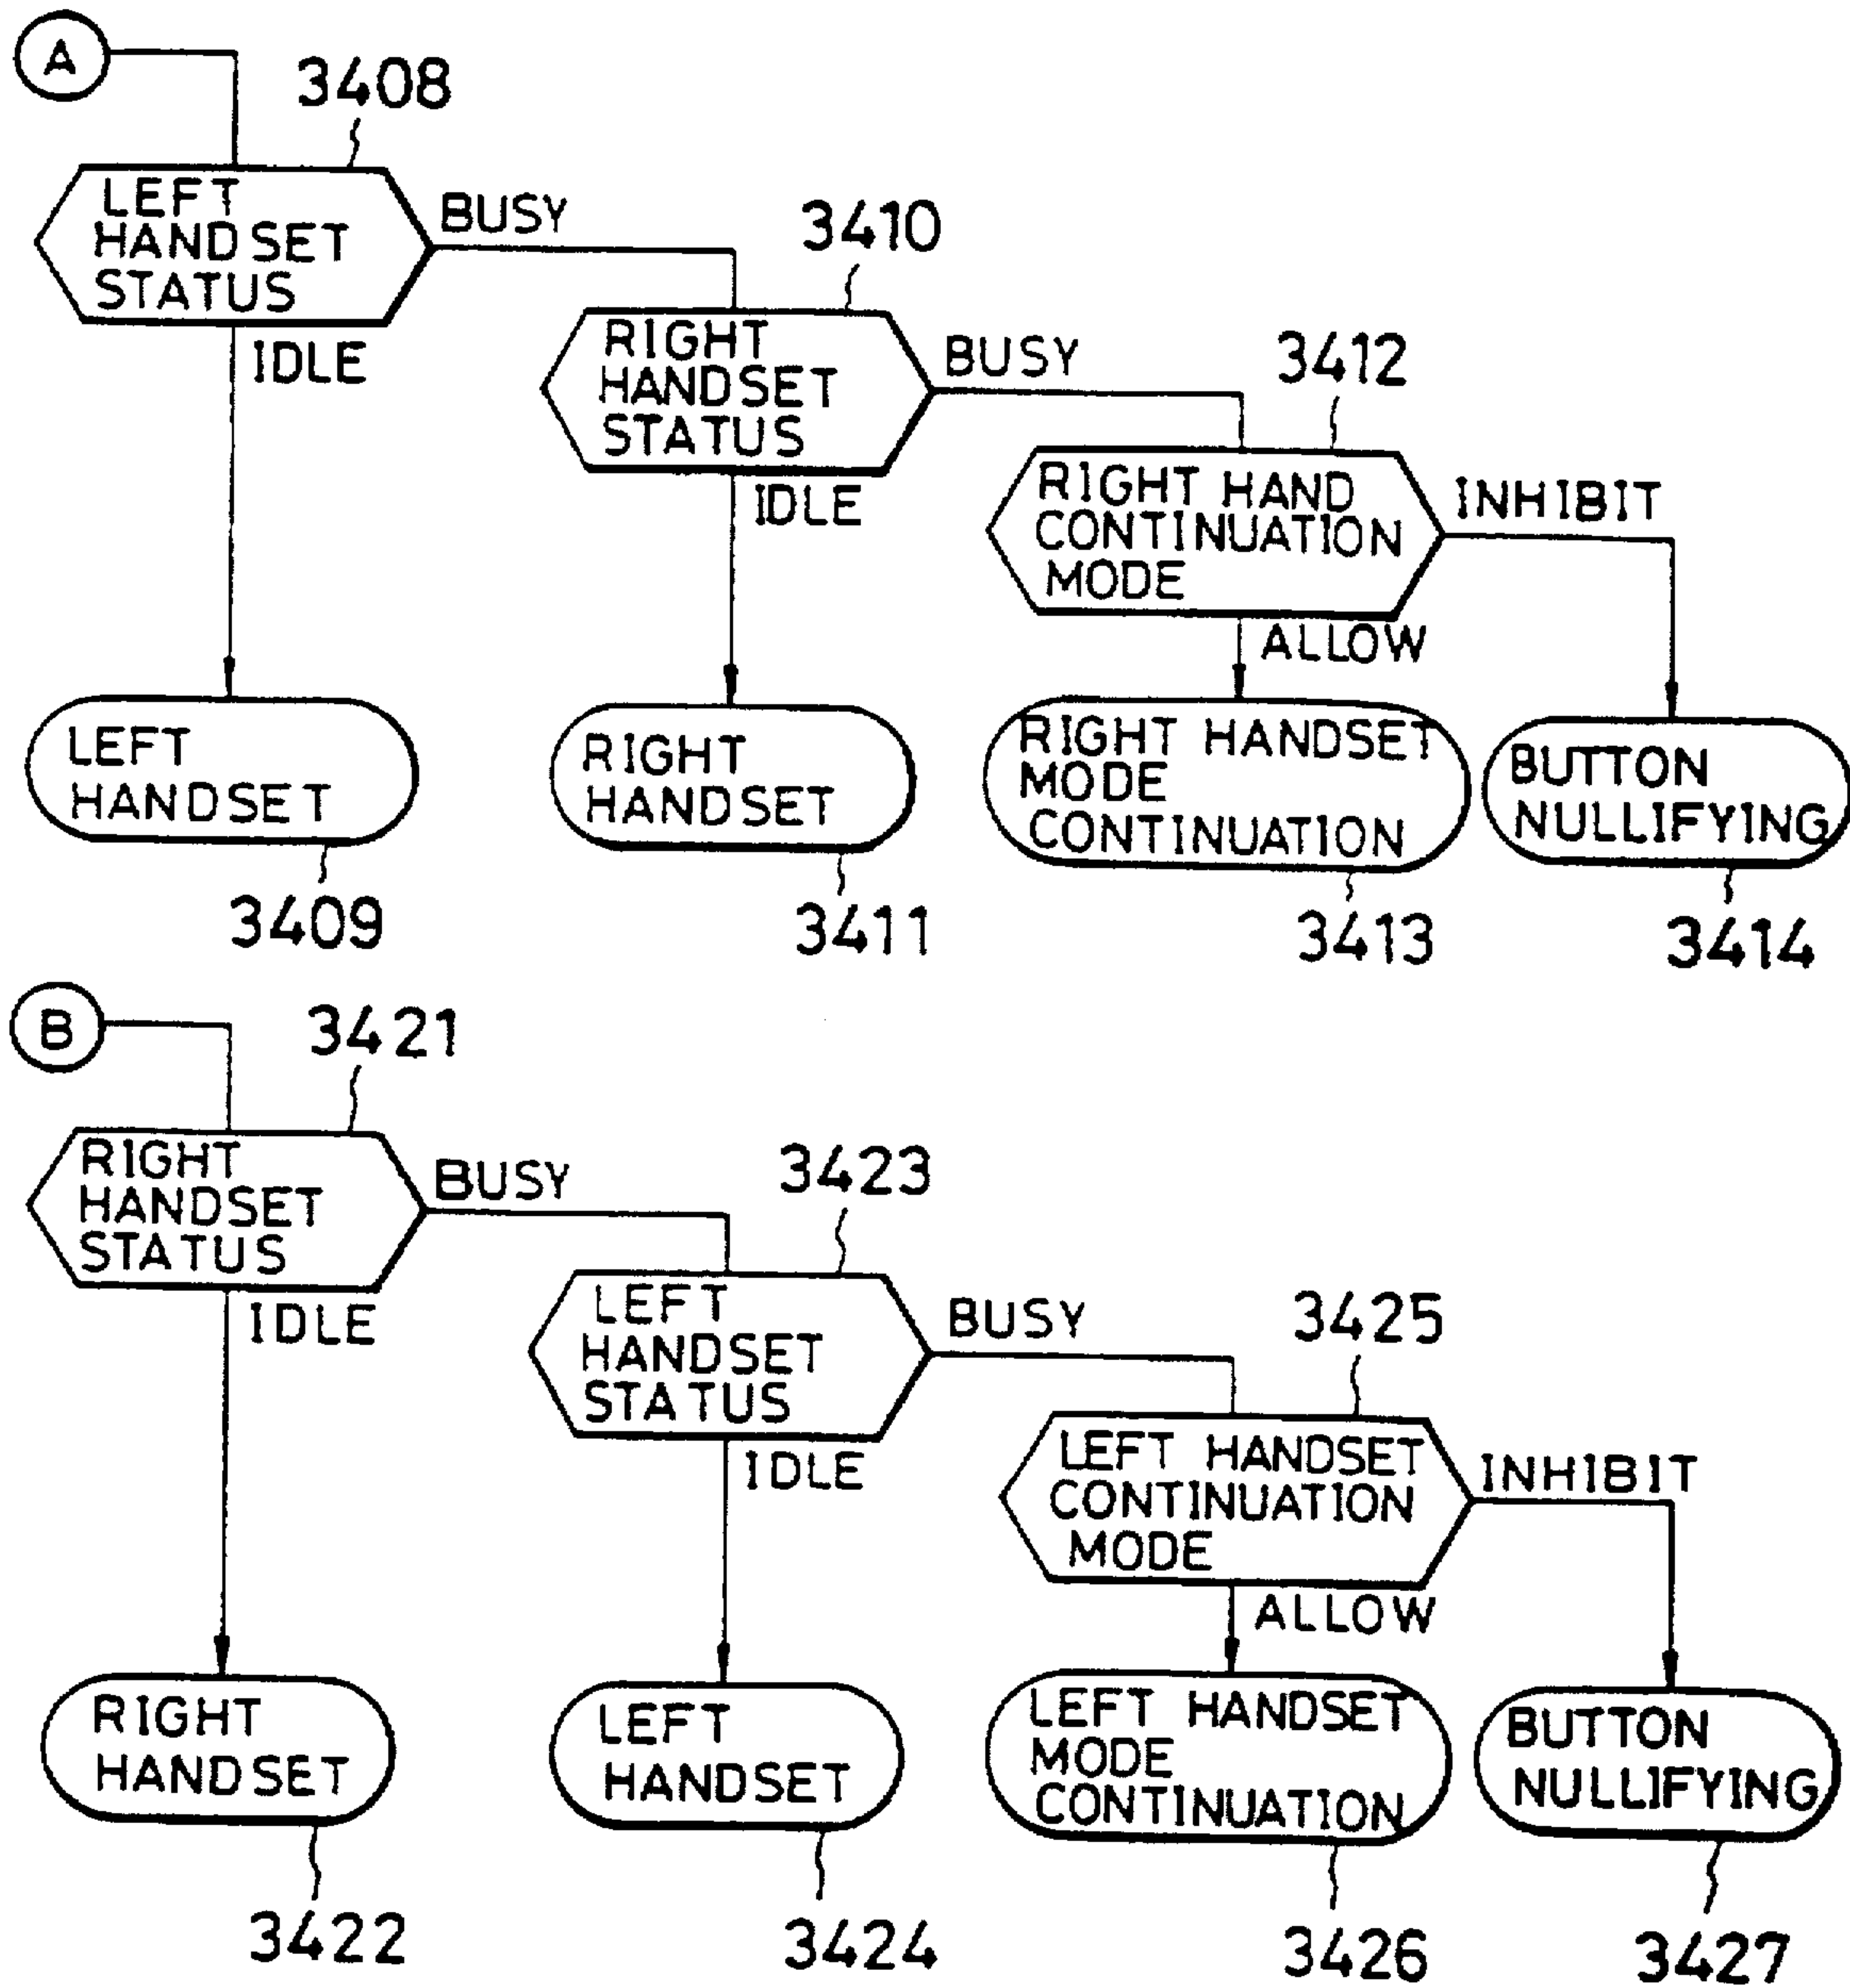 A
3408
LEFT
HANDSET
STATUS
BUSY
IDLE
3410
RIGHT
HANDSET
STATUS
BUSY
IDLE
3412
RIGHT HAND
CONTINUATION
MODE
INHIBIT
ALLOW
LEFT
HANDSET
3409
RIGHT
HANDSET
3411
RIGHT HANDSET
MODE
CONTINUATION
3413
BUTTON
NULLIFYING
3414
B
3421
RIGHT
HANDSET
STATUS
BUSY
IDLE
3423
LEFT
HANDSET
STATUS
BUSY
IDLE
3425
LEFT HANDSET
CONTINUATION
MODE
INHIBIT
ALLOW
RIGHT
HANDSET
3422
LEFT
HANDSET
3424
LEFT HANDSET
MODE
CONTINUATION
3426
BUTTON
NULLIFYING
3427